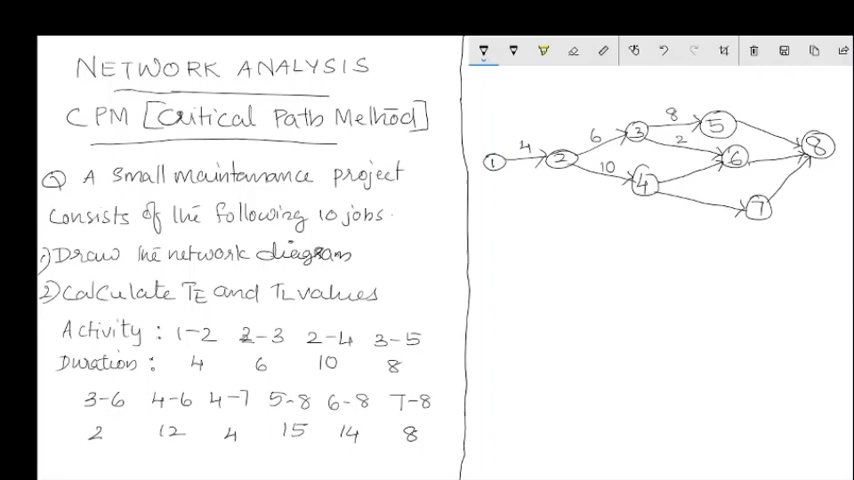 NETWORK ANALYSIS
CPM [Critical Path Method]
Q A small maintanance project
consists of the following 10 jobs.
1) Draw the network diagram
2) Calculate TE and TL values
Activity : 1-2 2-3 2-4 3-5
Duration : 4 6 10 8
3-6 4-6 4-7 5-8 6-8 7-8
2 12 4 15 14 8
8
6 3 5
4 2 8
1 2 6
10
4
7